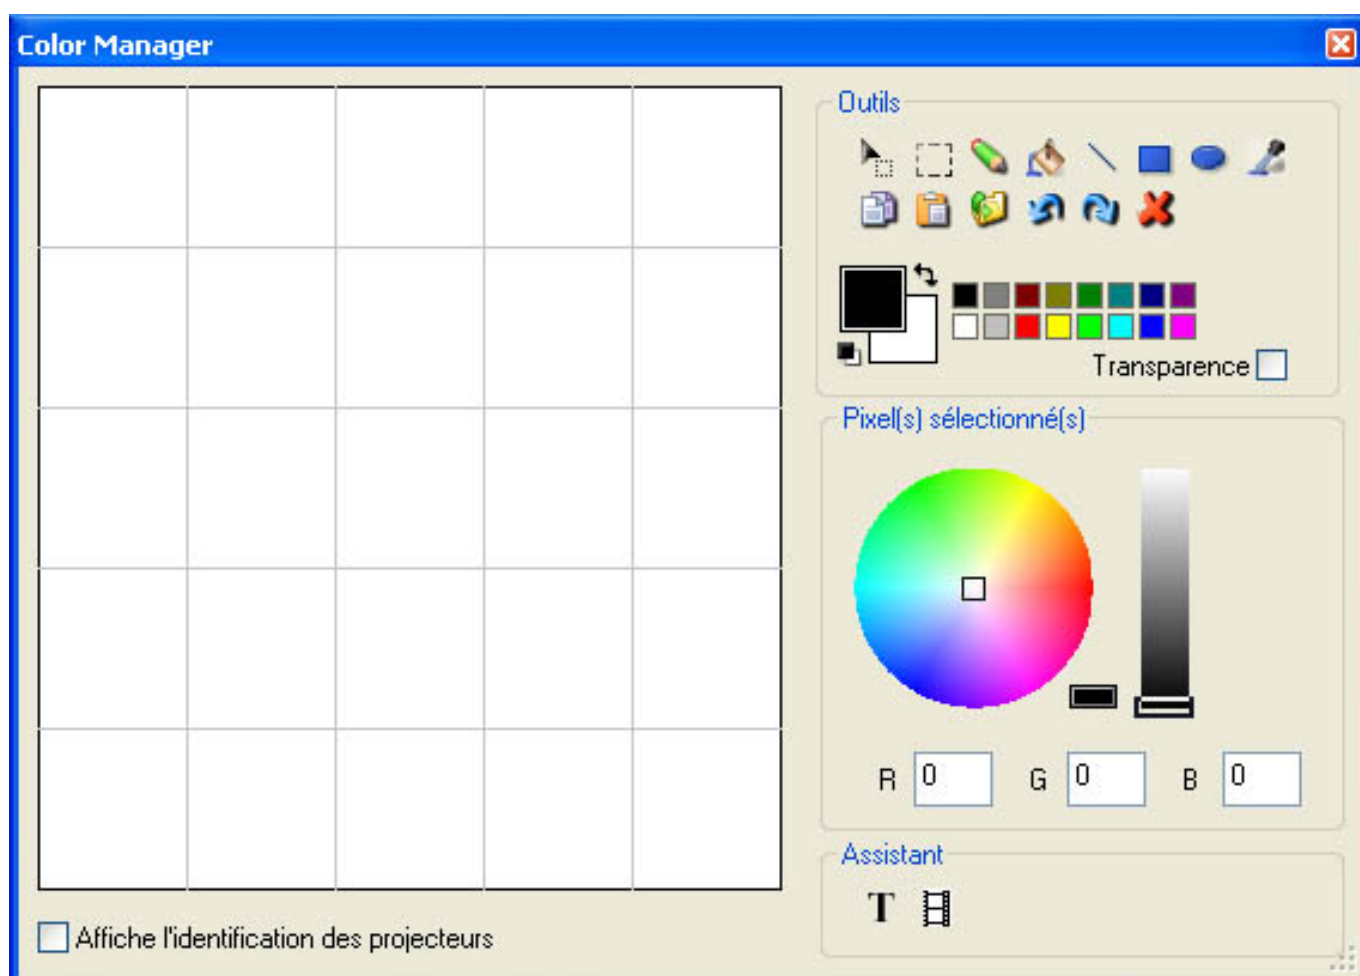 Color Manager
Outils
Transparence
Pixel(s) sélectionné(s)
R 0 G 0 B 0
Assistant
T
Affiche l'identification des projecteurs